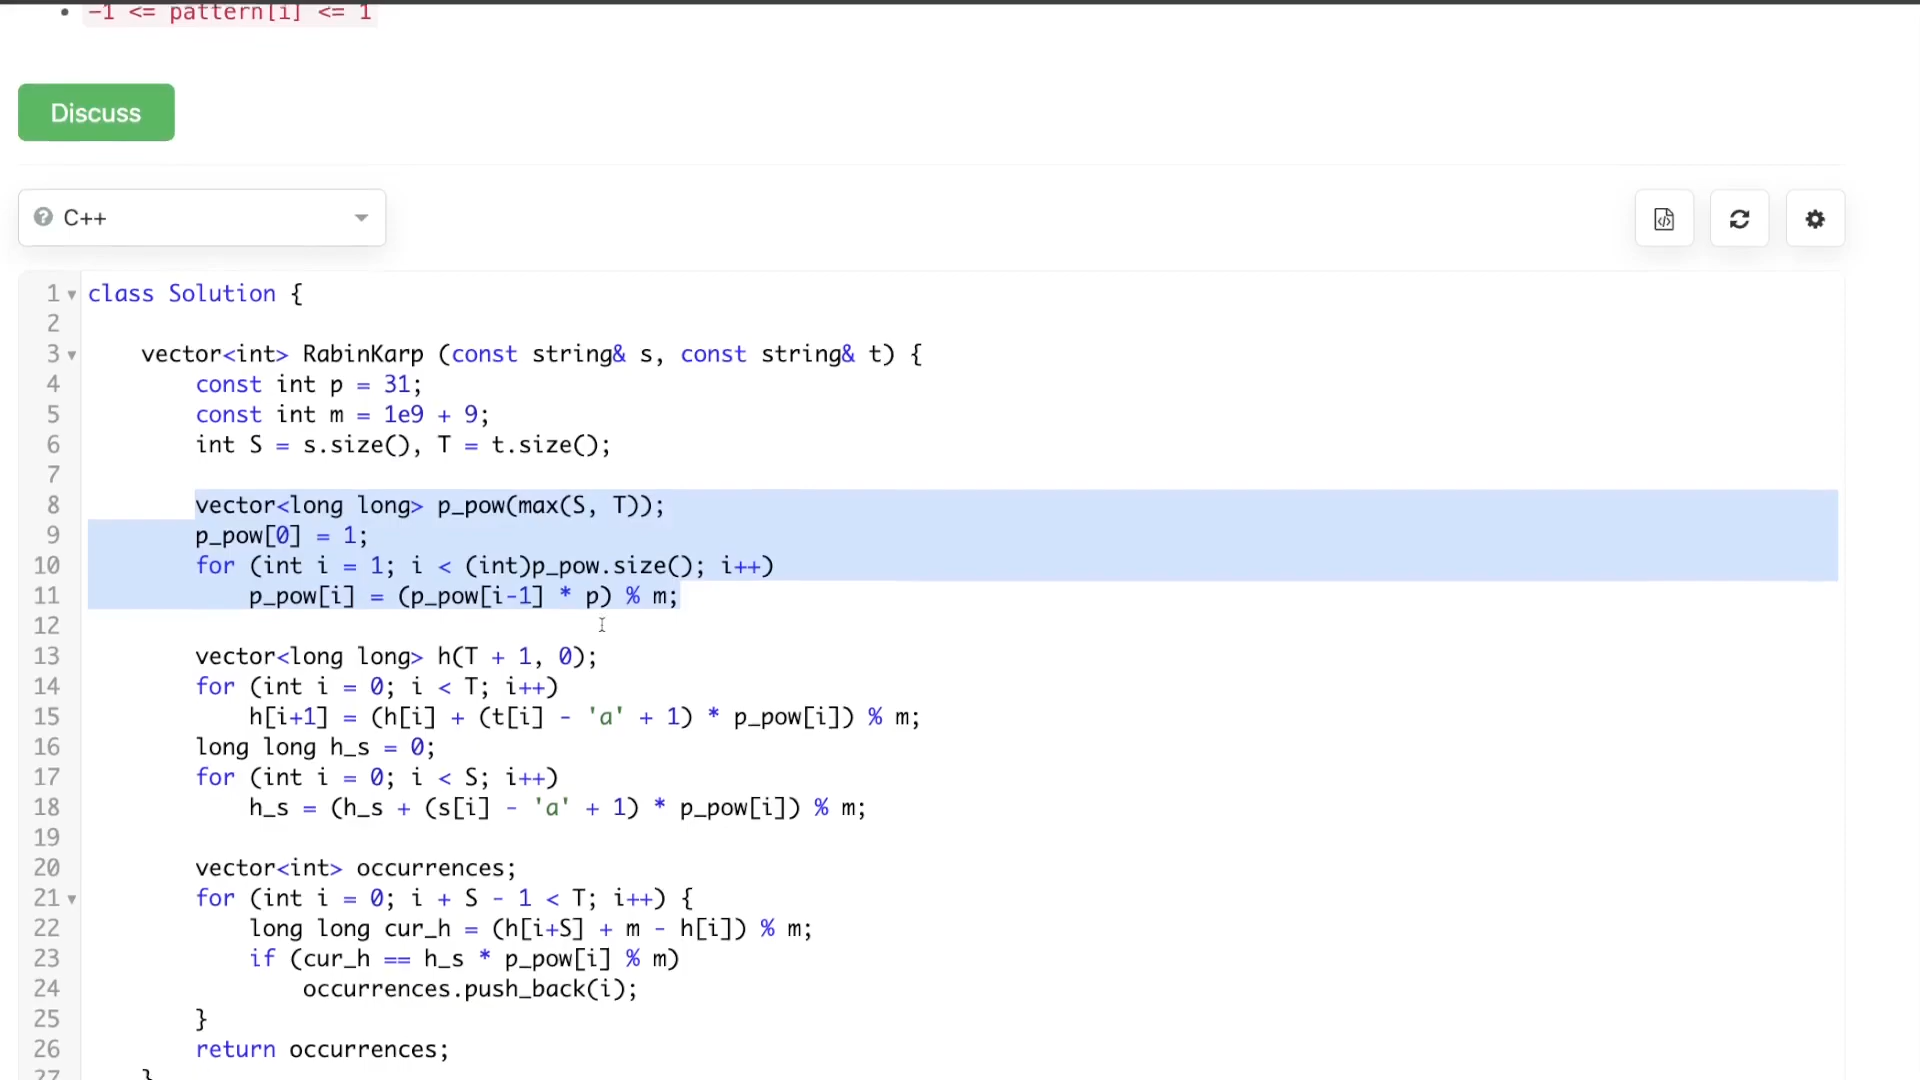 • -1 <= pattern[i] <= 1
Discuss
C++
1 class Solution {
2
3 vector<int> RabinKarp (const string& s, const string& t) {
4 const int p = 31;
5 const int m = 1e9 + 9;
6 int S = s.size(), T = t.size();
7
8 vector<long long> p_pow(max(S, T));
9 p_pow[0] = 1;
10 for (int i = 1; i < (int)p_pow.size(); i++)
11 p_pow[i] = (p_pow[i-1] * p) % m;
12
13 vector<long long> h(T + 1, 0);
14 for (int i = 0; i < T; i++)
15 h[i+1] = (h[i] + (t[i] - 'a' + 1) * p_pow[i]) % m;
16 long long h_s = 0;
17 for (int i = 0; i < S; i++)
18 h_s = (h_s + (s[i] - 'a' + 1) * p_pow[i]) % m;
19
20 vector<int> occurrences;
21 for (int i = 0; i + S - 1 < T; i++) {
22 long long cur_h = (h[i+S] + m - h[i]) % m;
23 if (cur_h == h_s * p_pow[i] % m)
24 occurrences.push_back(i);
25 }
26 return occurrences;
27 }